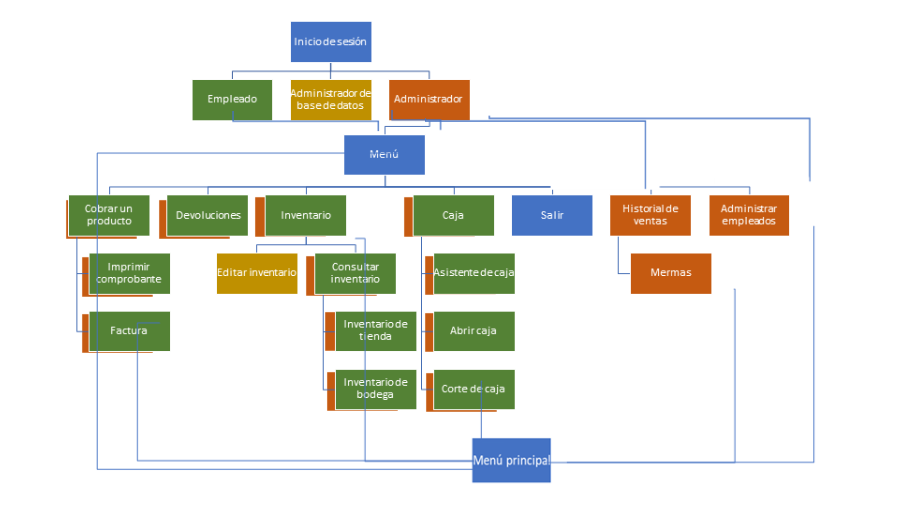 Inicio de sesión
Empleado
Administrador de
base de datos
Administrador
Menú
Cobrar un
producto
Devoluciones
Inventario
Caja
Salir
Historial de
ventas
Administrar
empleados
Imprimir
comprobante
Editar inventario
Consultar
inventario
Asistente de caja
Mermas
Factura
Inventario de
tienda
Abrir caja
Inventario de
bodega
Corte de caja
Menú principal